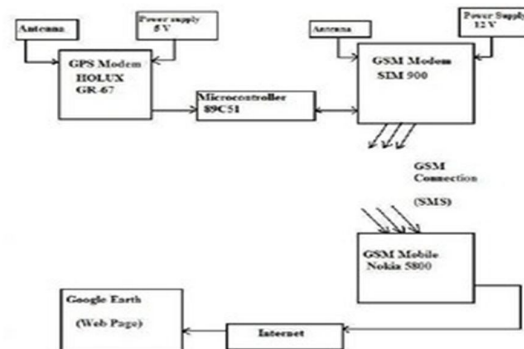 Antenna
Power supply
5 V
Antenna
Power Supply
12 V
GPS Modem
HOLUX
GR-67
GSM Modem
SIM 900
Microcontroller
89C51
GSM
Connection
(SMS)
GSM Mobile
Nokia 5800
Google Earth
(Web Page)
Internet